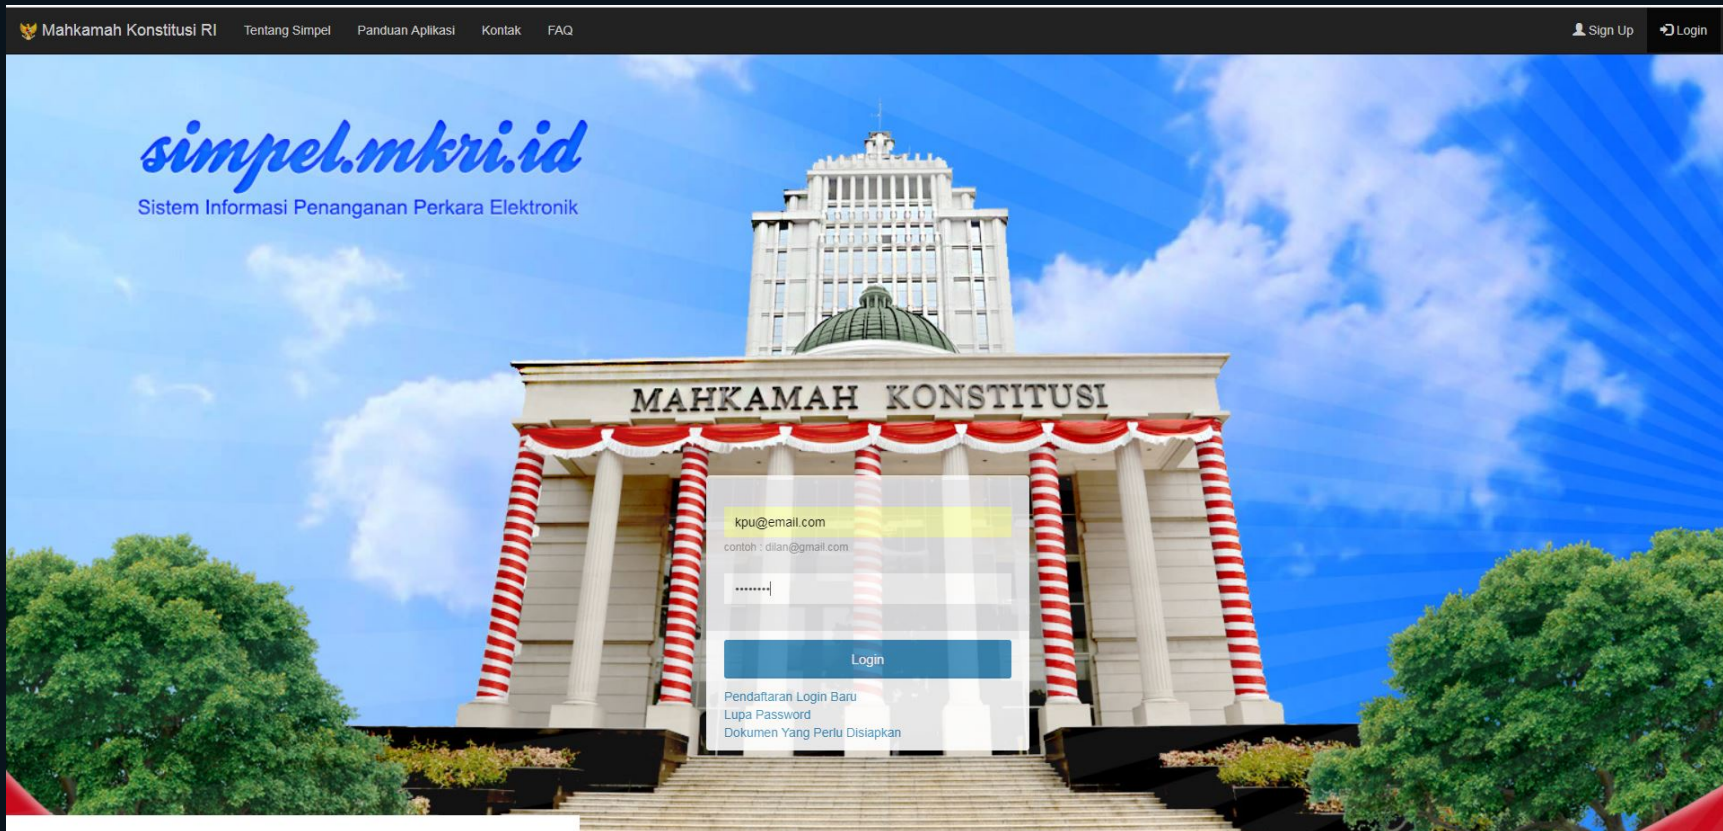 Mahkamah Konstitusi RI Tentang Simpel Panduan Aplikasi Kontak FAQ Sign Up Login
simpel.mkri.id
Sistem Informasi Penanganan Perkara Elektronik
MAHKAMAH KONSTITUSI
kpu@email.com
contoh : dilan@gmail.com
••••••••
Login
Pendaftaran Login Baru
Lupa Password
Dokumen Yang Perlu Disiapkan